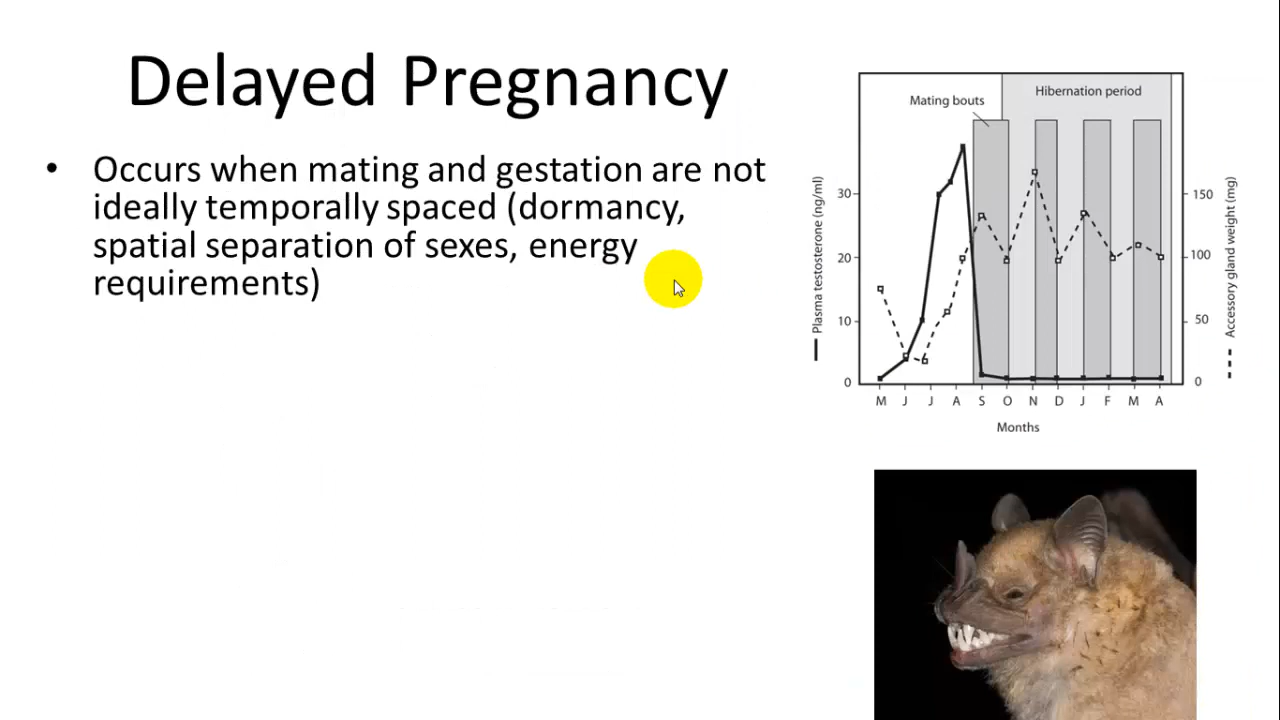 Delayed Pregnancy
• Occurs when mating and gestation are not
ideally temporally spaced (dormancy,
spatial separation of sexes, energy
requirements)
Mating bouts
Hibernation period
Plasma testosterone (ng/ml)
30
20
10
0
150
100
50
0
Accessory gland weight (mg)
M J J A S O N D J F M A
Months